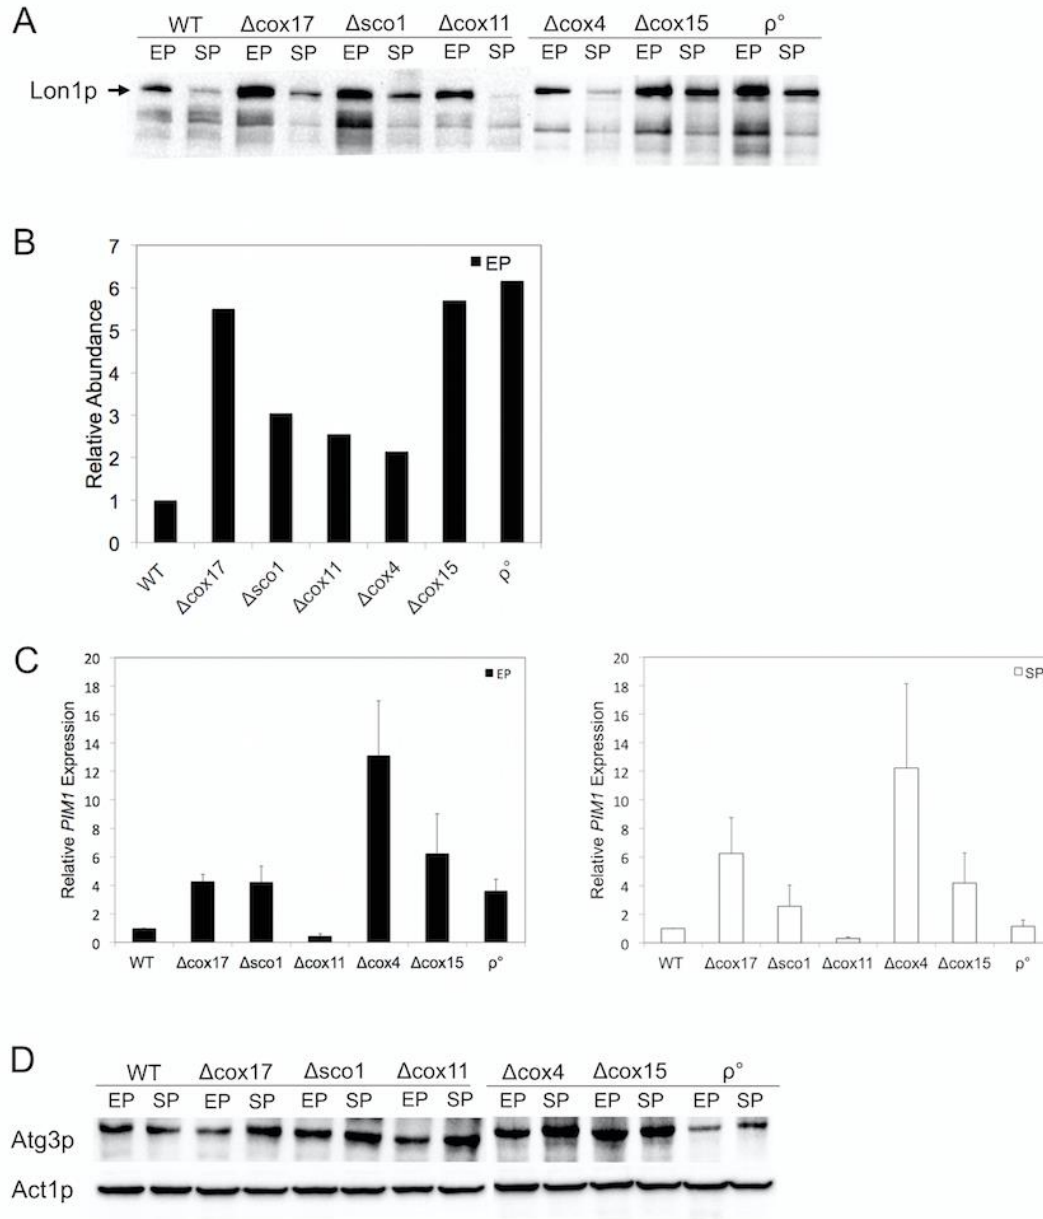 A
WT Δcox17 Δsco1 Δcox11 Δcox4 Δcox15 ρ°
EP SP EP SP EP SP EP SP EP SP EP SP EP SP
Lon1p
B
7
6
5
4
3
2
1
0
Relative Abundance
EP
WT Δcox17 Δsco1 Δcox11 Δcox4 Δcox15 ρ°
C
20
18
16
14
12
10
8
6
4
2
0
Relative PIM1 Expression
EP
WT Δcox17 Δsco1 Δcox11 Δcox4 Δcox15 ρ°
20
18
16
14
12
10
8
6
4
2
0
Relative PIM1 Expression
SP
WT Δcox17 Δsco1 Δcox11 Δcox4 Δcox15 ρ°
D
WT Δcox17 Δsco1 Δcox11 Δcox4 Δcox15 ρ°
EP SP EP SP EP SP EP SP EP SP EP SP EP SP
Atg3p
Act1p